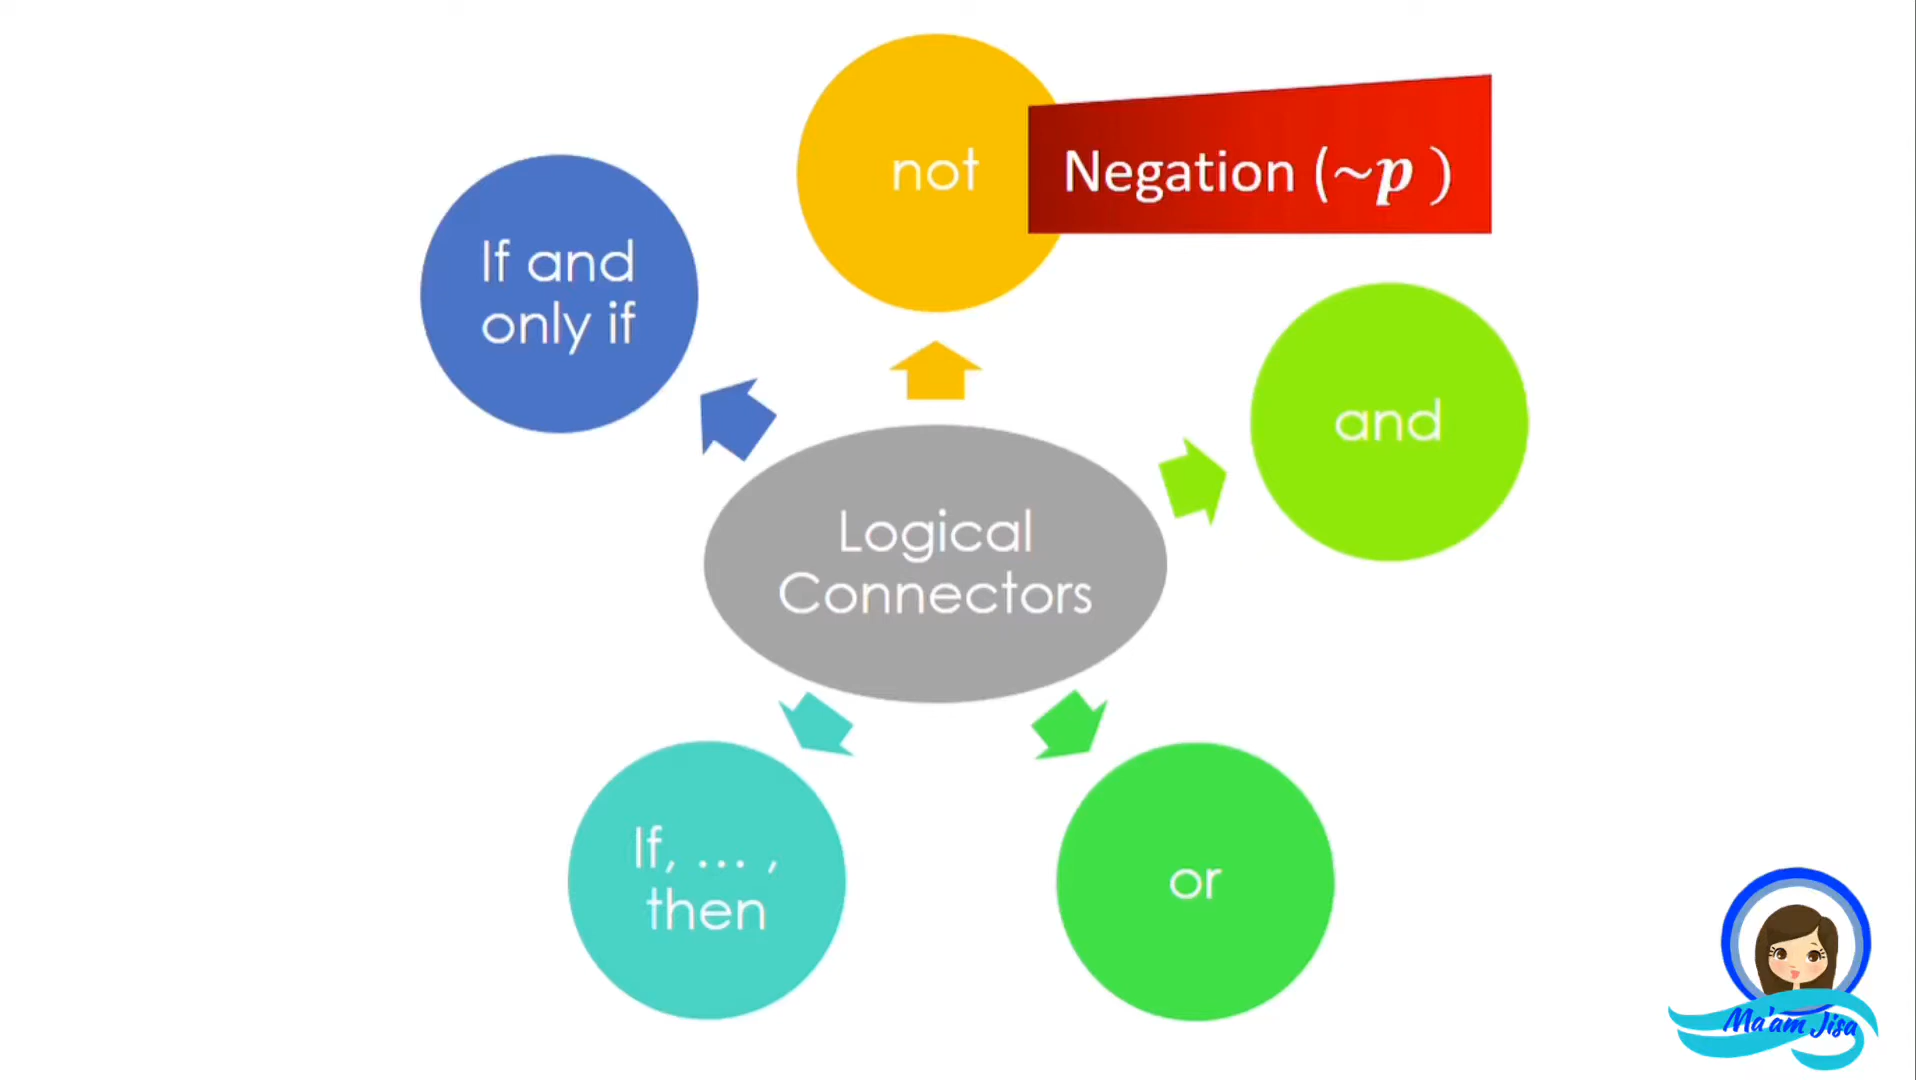 not
Negation (~p )
If and
only if
and
Logical
Connectors
If, ... ,
then
or
Ma'am Jisa